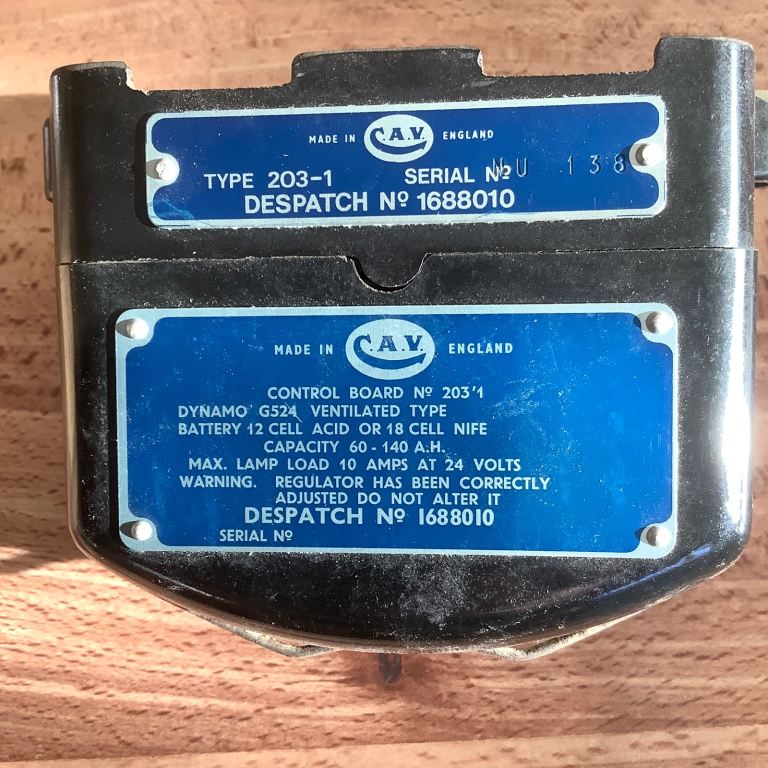 MADE IN C.A.V. ENGLAND
TYPE 203-1 SERIAL Nº NU 138
DESPATCH Nº 1688010
MADE IN C.A.V. ENGLAND
CONTROL BOARD Nº 203'1
DYNAMO G524 VENTILATED TYPE
BATTERY 12 CELL ACID OR 18 CELL NIFE
CAPACITY 60-140 A.H.
MAX. LAMP LOAD 10 AMPS AT 24 VOLTS
WARNING. REGULATOR HAS BEEN CORRECTLY
ADJUSTED DO NOT ALTER IT
DESPATCH Nº 1688010
SERIAL Nº